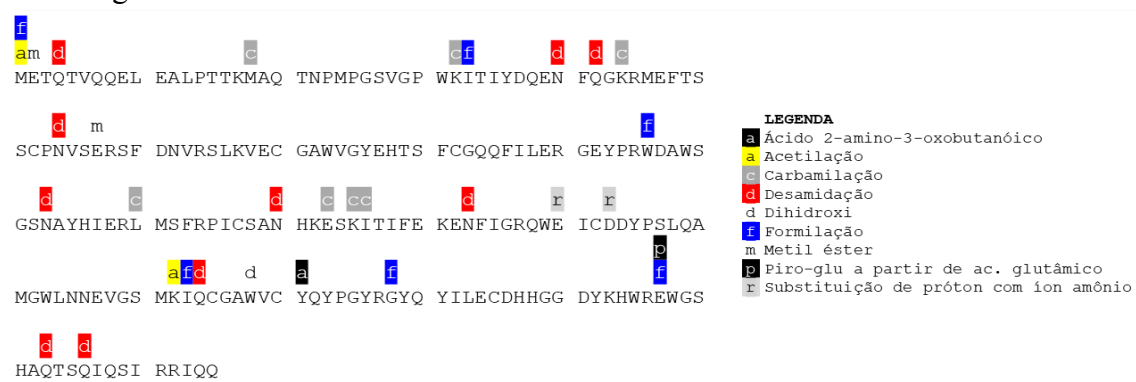 f
am d c cf d d c
METQTVQQEL EALPTTKMAQ TNPMPGSVGP WKITIYDQEN FQGKRMEFTS
d m f
SCPNVSERSF DNVRSLKVEC GAWVGYEHTS FCGQQFILER GEYPRWDAWS
d c d c cc d r r
GSNAYHIERL MSFRPICSAN HKESKITIFE KENFIGRQWE ICDDYPSLQA
p
afd d a f f
MGWLNNEVGS MKIQCGAWVC YQYPGYRGYQ YILECDHHGG DYKHWREWGS
d d
HAQTSQIQSI RRIQQ
LEGENDA
a Ácido 2-amino-3-oxobutanóico
a Acetilação
c Carbamilação
d Desamidação
d Dihidroxi
f Formilação
m Metil éster
p Piro-glu a partir de ac. glutâmico
r Substituição de próton com íon amônio